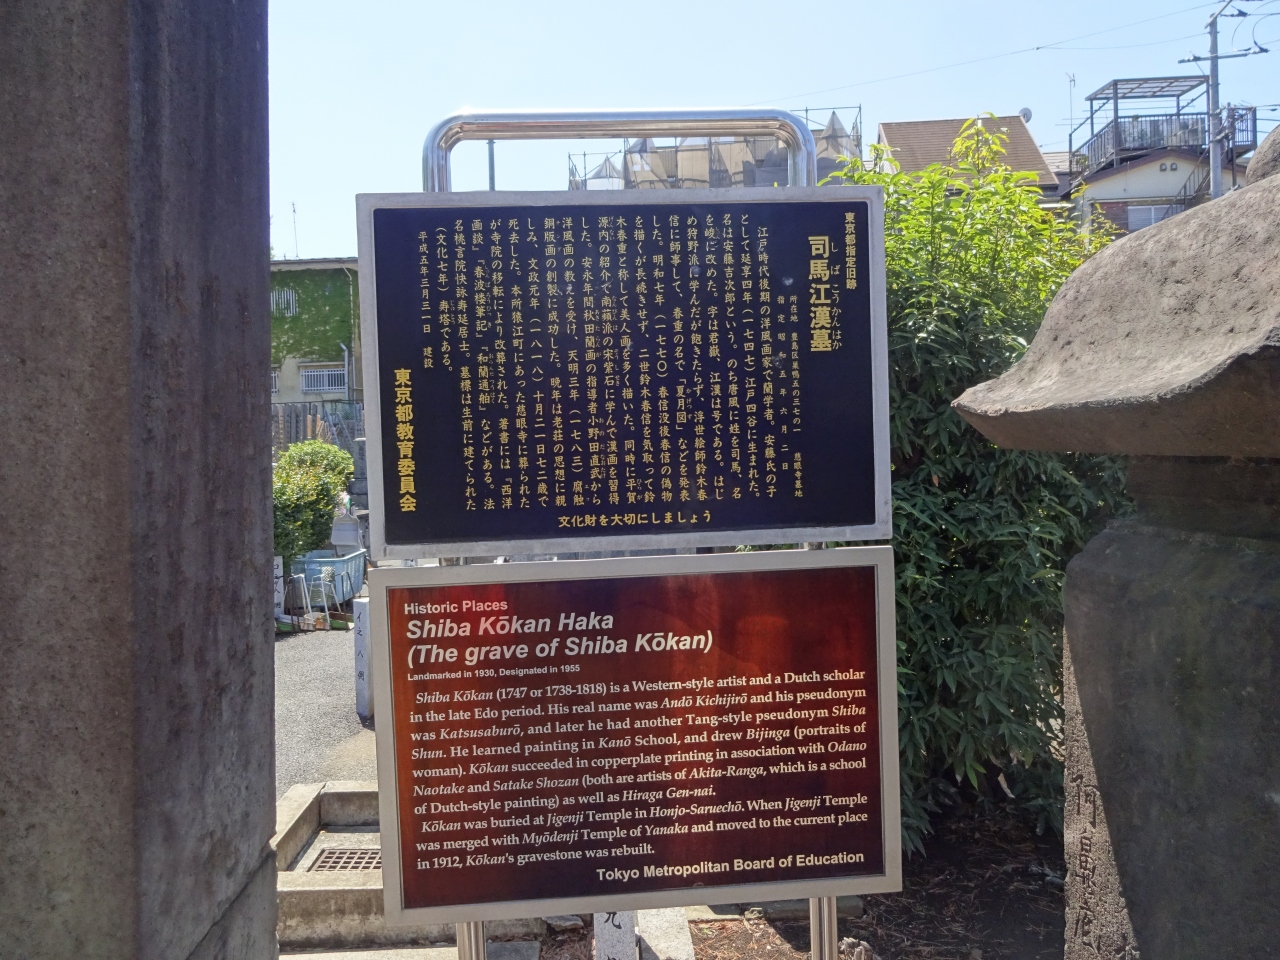 東京都指定旧跡
司馬江漢墓
しばこうかんはか
所在地 豊島区巣鴨五の三七の一 慈眼寺墓地
指定 昭和五年六月二日
江戸時代後期の洋風画家で蘭学者。安藤氏の子
として延享四年(一七四七)江戸四谷に生まれた。
名は安藤吉次郎という。のち唐風に姓を司馬、名
を峻に改めた。字は君嶽、江漢は号である。はじ
め狩野派に学んだが飽きたらず、浮世絵師鈴木春
信に師事して、春重の名で「夏月図」などを発表
した。明和七年(一七七〇)春信没後春信の偽物
を描くが長続きせず、二世鈴木春信を気取って鈴
木春重と称して美人画を多く描いた。同時に平賀
源内の紹介で南蘋派の宋紫石に学んで漢画を習得
した。安永年間秋田蘭画の指導者小野田直武から
洋風画の教えを受け、天明三年(一七八三)腐触
銅版画の創製に成功した。晩年は老荘の思想に親
しみ、文政元年(一八一八)十月二一日七二歳で
死去した。本所猿江町にあった慈眼寺に葬られた
が寺院の移転により改葬された。著書には『西洋
画談』『春波楼筆記』『和蘭通舶』などがある。法
名桃言院快詠寿延居士。墓標は生前に建てられた
(文化七年)寿塔である。
平成五年三月三一日 建設
東京都教育委員会
文化財を大切にしましょう
Historic Places
Shiba Kōkan Haka
(The grave of Shiba Kōkan)
Landmarked in 1930, Designated in 1955
Shiba Kōkan (1747 or 1738-1818) is a Western-style artist and a Dutch scholar
in the late Edo period. His real name was Andō Kichijirō and his pseudonym
was Katsusaburō, and later he had another Tang-style pseudonym Shiba
Shun. He learned painting in Kanō School, and drew Bijinga (portraits of
woman). Kōkan succeeded in copperplate printing in association with Odano
Naotake and Satake Shozan (both are artists of Akita-Ranga, which is a school
of Dutch-style painting) as well as Hiraga Gen-nai.
Kōkan was buried at Jigenji Temple in Honjo-Saruechō. When Jigenji Temple
was merged with Myōdenji Temple of Yanaka and moved to the current place
in 1912, Kōkan's gravestone was rebuilt.
Tokyo Metropolitan Board of Education